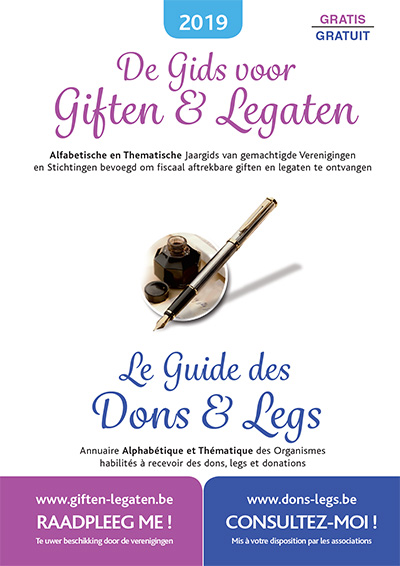 2019
GRATIS
GRATUIT
De Gids voor
Giften & Legaten
Alfabetische en Thematische Jaargids van gemachtigde Verenigingen
en Stichtingen bevoegd om fiscaal aftrekbare giften en legaten te ontvangen
Le Guide des
Dons & Legs
Annuaire Alphabétique et Thématique des Organismes
habilités à recevoir des dons, legs et donations
www.giften-legaten.be
RAADPLEEG ME !
Te uwer beschikking door de verenigingen
www.dons-legs.be
CONSULTEZ-MOI !
Mis à votre disposition par les associations